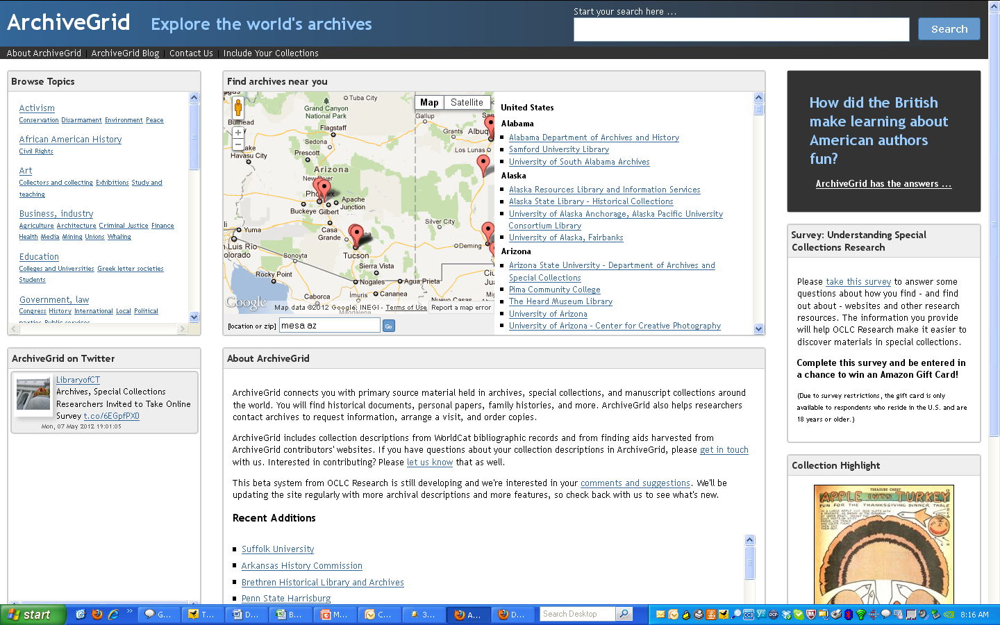 ArchiveGrid Explore the world's archives
Start your search here ...
Search
About ArchiveGrid | ArchiveGrid Blog | Contact Us | Include Your Collections
Browse Topics
Activism
Conservation Disarmament Environment Peace
African American History
Civil Rights
Art
Collectors and collecting Exhibitions Study and
teaching
Business, industry
Agriculture Architecture Criminal Justice Finance
Health Media Mining Unions Whaling
Education
Colleges and Universities Greek letter societies
Students
Government, law
Congress History International Local Political
parties Public services
Find archives near you
Map Satellite
Tuba City
Grand Canyon
National Park
Gallup
Flagstaff
Grants
Sedona
Los Lunas
Prescott
Lake
Havasu City
Arizona
New River
Phoenix
Apache
Junction
Buckeye Gilbert
Casa
Grande
Silver City
Yuma
Deming
San Luis Rio
Colorado
Sonoyta
Tucson
Sierra Vista
Rocky Point
Nogales
Agua Prieta
Caborca
Imuris
Cananea
Nuevo Casas
Magdalena
Google
Map data ©2012 Google, INEGI - Terms of Use Report a map error
[location or zip] mesa az Go
United States
Alabama
Alabama Department of Archives and History
Samford University Library
University of South Alabama Archives
Alaska
Alaska Resources Library and Information Services
Alaska State Library - Historical Collections
University of Alaska Anchorage, Alaska Pacific University
Consortium Library
University of Alaska, Fairbanks
Arizona
Arizona State University - Department of Archives and
Special Collections
Pima Community College
The Heard Museum Library
University of Arizona
University of Arizona - Center for Creative Photography
How did the British
make learning about
American authors
fun?
ArchiveGrid has the answers ...
Survey: Understanding Special
Collections Research
Please take this survey to answer some
questions about how you find - and find
out about - websites and other research
resources. The information you provide
will help OCLC Research make it easier to
discover materials in special collections.
Complete this survey and be entered in
a chance to win an Amazon Gift Card!
(Due to survey restrictions, the gift card is only
available to respondents who reside in the U.S. and are
18 years or older.)
ArchiveGrid on Twitter
LibraryofCT
Archives, Special Collections
Researchers Invited to Take Online
Survey t.co/6EGpfPXO
Mon, 07 May 2012 19:01:05
About ArchiveGrid
ArchiveGrid connects you with primary source material held in archives, special collections, and manuscript collections around
the world. You will find historical documents, personal papers, family histories, and more. ArchiveGrid also helps researchers
contact archives to request information, arrange a visit, and order copies.
ArchiveGrid includes collection descriptions from WorldCat bibliographic records and from finding aids harvested from
ArchiveGrid contributors' websites. If you have questions about your collection descriptions in ArchiveGrid, please get in touch
with us. Interested in contributing? Please let us know that as well.
This beta system from OCLC Research is still developing and we're interested in your comments and suggestions. We'll be
updating the site regularly with more archival descriptions and more features, so check back with us to see what's new.
Recent Additions
Suffolk University
Arkansas History Commission
Brethren Historical Library and Archives
Penn State Harrisburg
Collection Highlight
TREASURE CHEST
APPLE INTO TURKEY
FUN FOR THE THANKSGIVING DINNER TABLE
start
G...
T...
D...
B...
M...
C...
3...
A...
D...
Search Desktop
8:16 AM